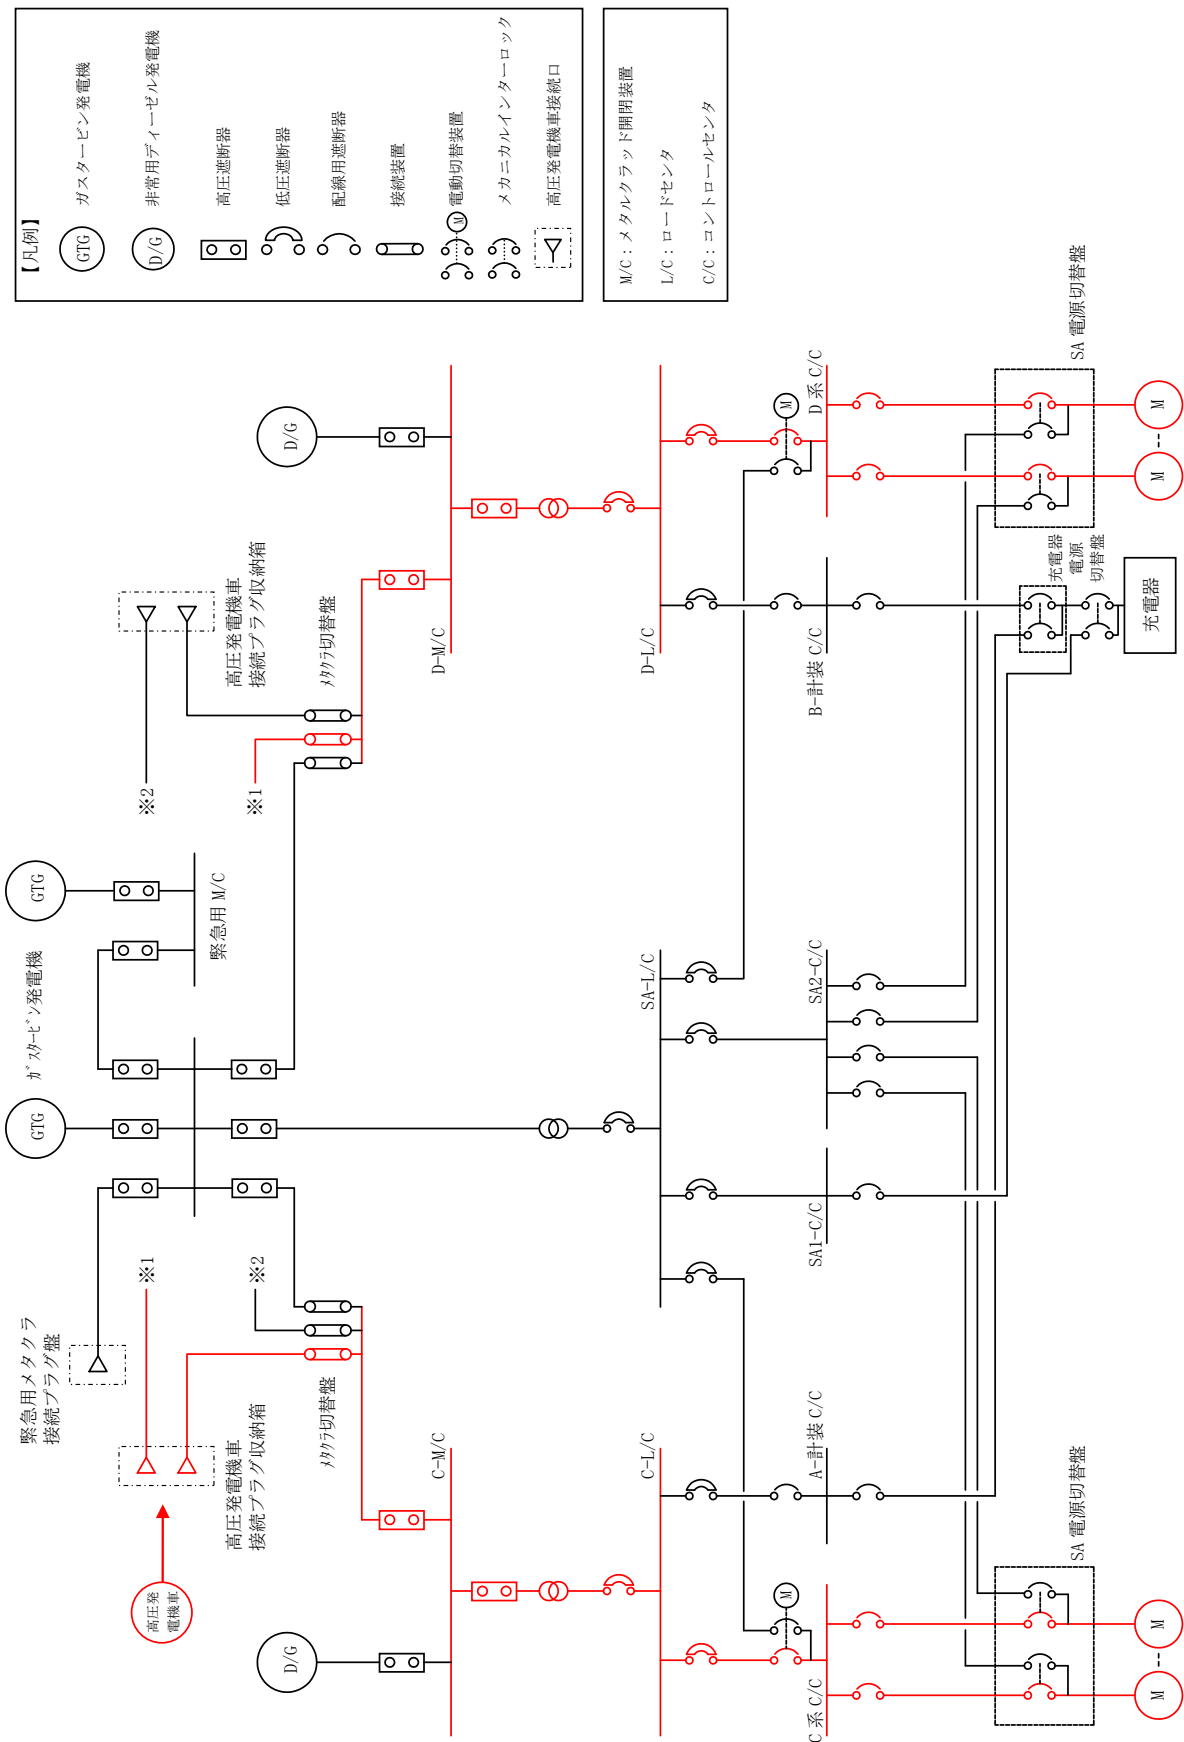 【凡例】
GTG
ガスタービン発電機
D/G
非常用ディーゼル発電機
高圧遮断器
低圧遮断器
配線用遮断器
接続装置
M
電動切替装置
メカニカルインターロック
高圧発電機車接続口
M/C：メタルクラッド開閉装置
L/C：ロードセンタ
C/C：コントロールセンタ
GTG
GTG
ｶﾞｽﾀｰﾋﾞﾝ発電機
緊急用 M/C
緊急用メタクラ
接続プラグ盤
※1
※2
高圧発電機車
接続プラグ収納箱
高圧発
電機車
ﾒﾀｸﾗ切替盤
※2
※1
高圧発電機車
接続プラグ収納箱
ﾒﾀｸﾗ切替盤
D/G
D/G
C-M/C
D-M/C
C-L/C
SA-L/C
D-L/C
M
M
C 系 C/C
A-計装 C/C
SA1-C/C
SA2-C/C
B-計装 C/C
D 系 C/C
SA 電源切替盤
充電器
電源
切替盤
SA 電源切替盤
充電器
M
M
M
M